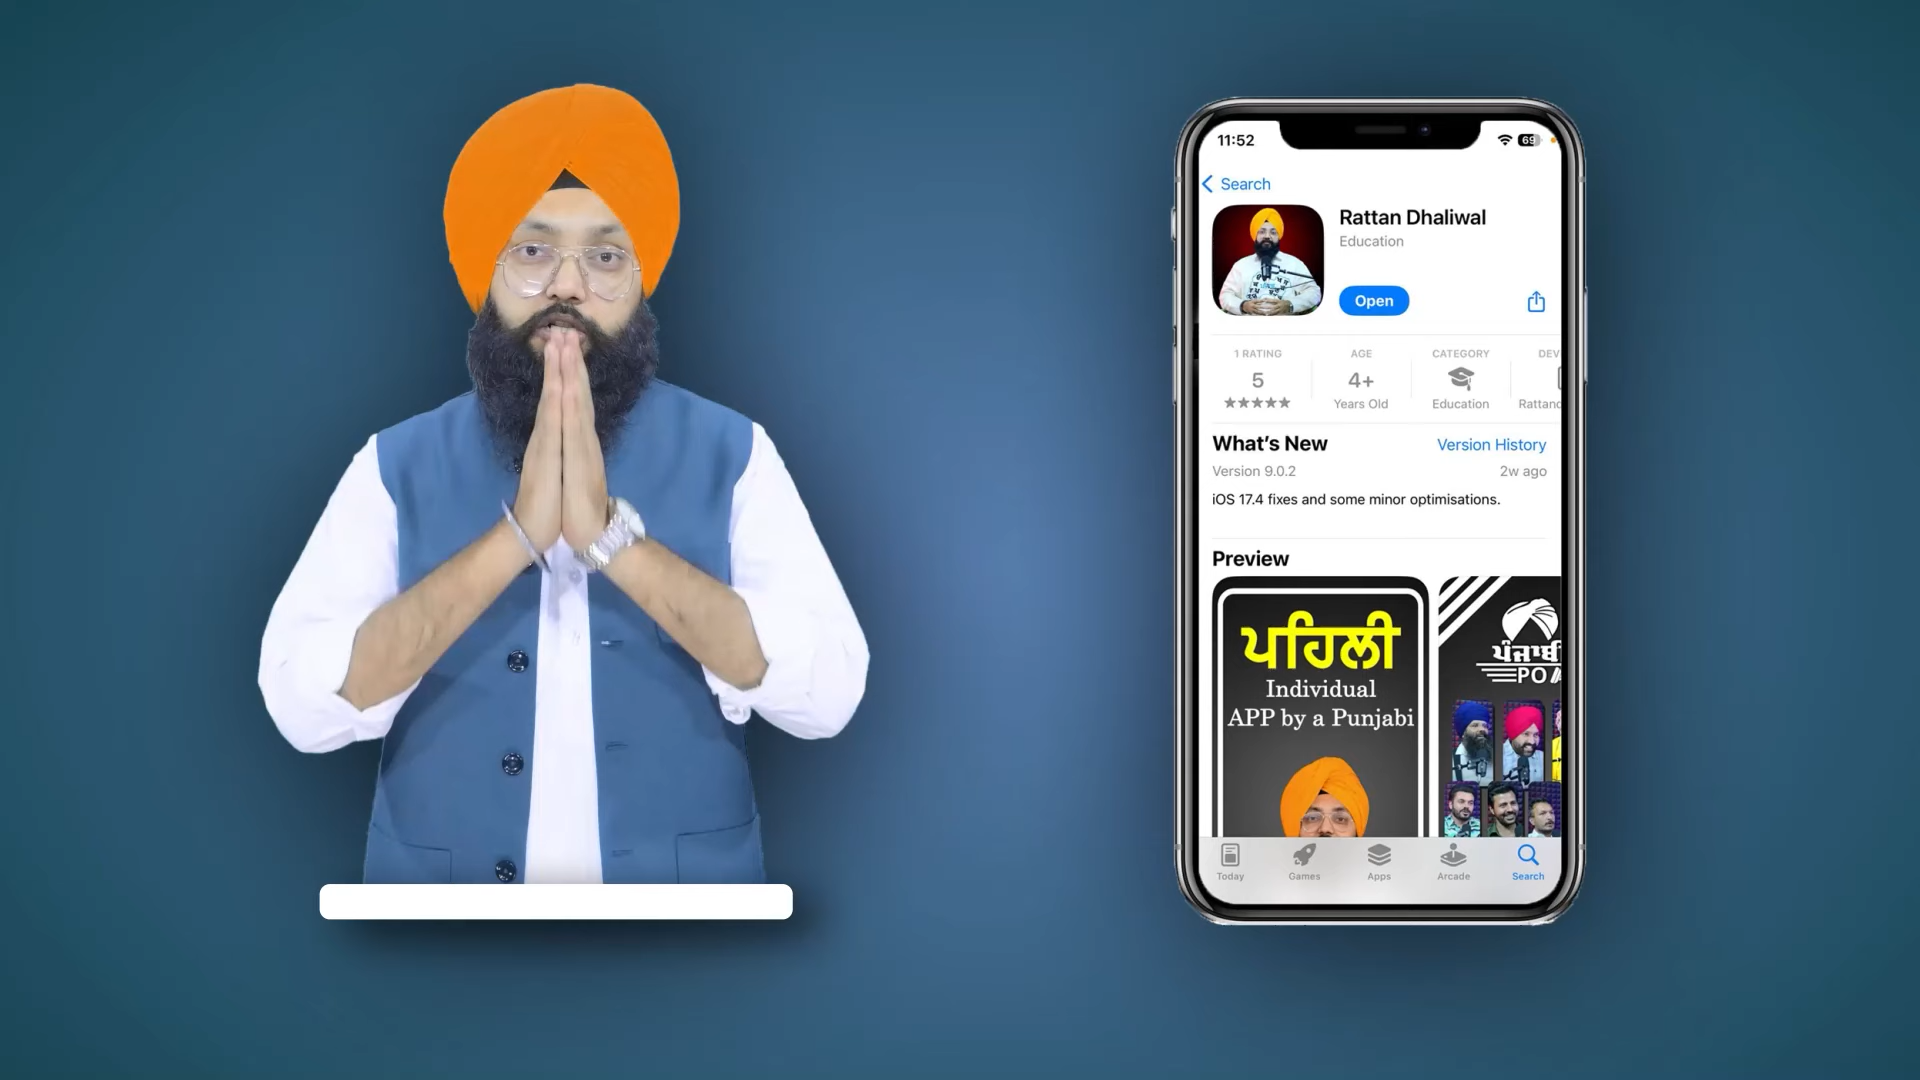 11:52
69
Search
Rattan Dhaliwal
Education
Open
1 RATING
AGE
CATEGORY
5
4+
Years Old
Education
What's New
Version History
Version 9.0.2
2w ago
iOS 17.4 fixes and some minor optimisations.
Preview
ਪਹਿਲੀ
Individual
APP by a Punjabi
Today
Games
Apps
Arcade
Search